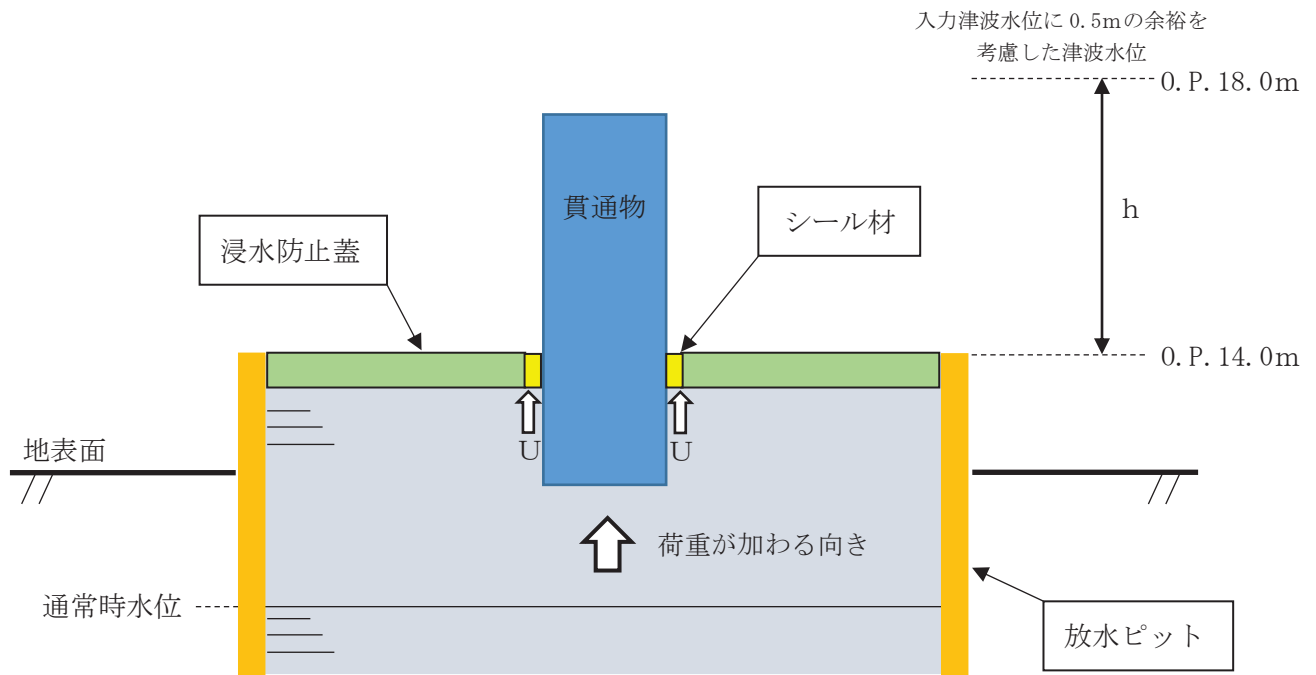 入力津波水位に 0.5mの余裕を
考慮した津波水位
O.P.18.0m
貫通物
シール材
h
浸水防止蓋
O.P.14.0m
地表面
U
U
荷重が加わる向き
通常時水位
放水ピット